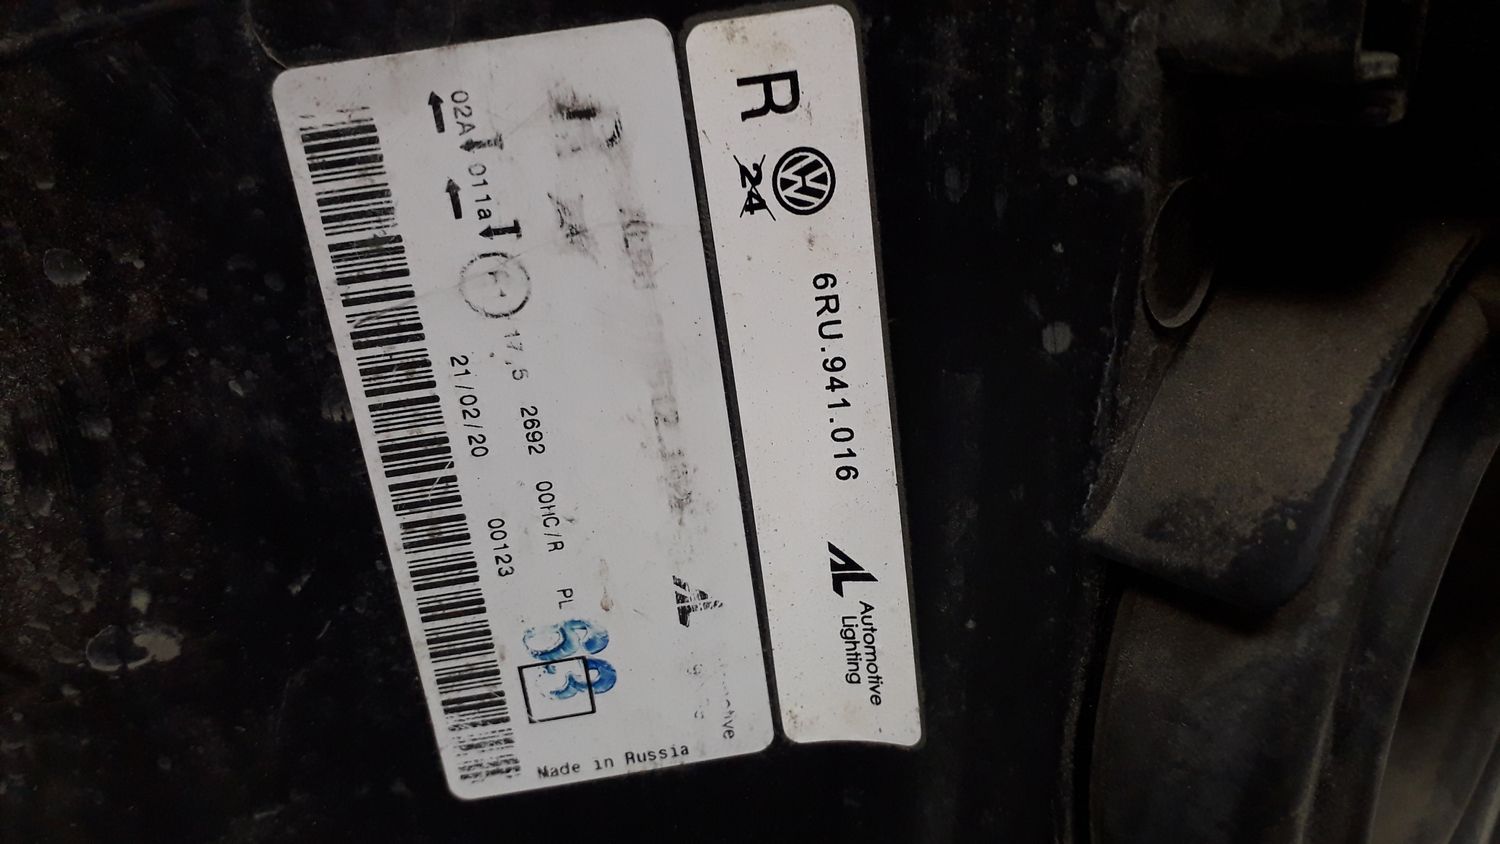 R
24
6RU.941.016
AL
Automotive
Lighting
PL
02A 011a
17,5 2692 00HC/R
21/02/20 00123
Made in Russia